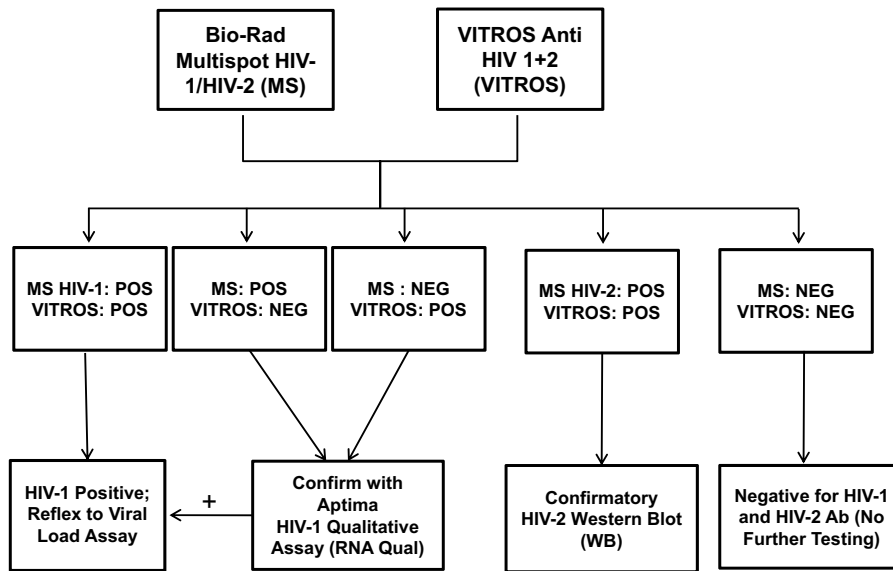 Bio-Rad
Multispot HIV-
1/HIV-2 (MS)
VITROS Anti
HIV 1+2
(VITROS)
MS HIV-1: POS
VITROS: POS
MS: POS
VITROS: NEG
MS : NEG
VITROS: POS
MS HIV-2: POS
VITROS: POS
MS: NEG
VITROS: NEG
HIV-1 Positive;
Reflex to Viral
Load Assay
+
Confirm with
Aptima
HIV-1 Qualitative
Assay (RNA Qual)
Confirmatory
HIV-2 Western Blot
(WB)
Negative for HIV-1
and HIV-2 Ab (No
Further Testing)